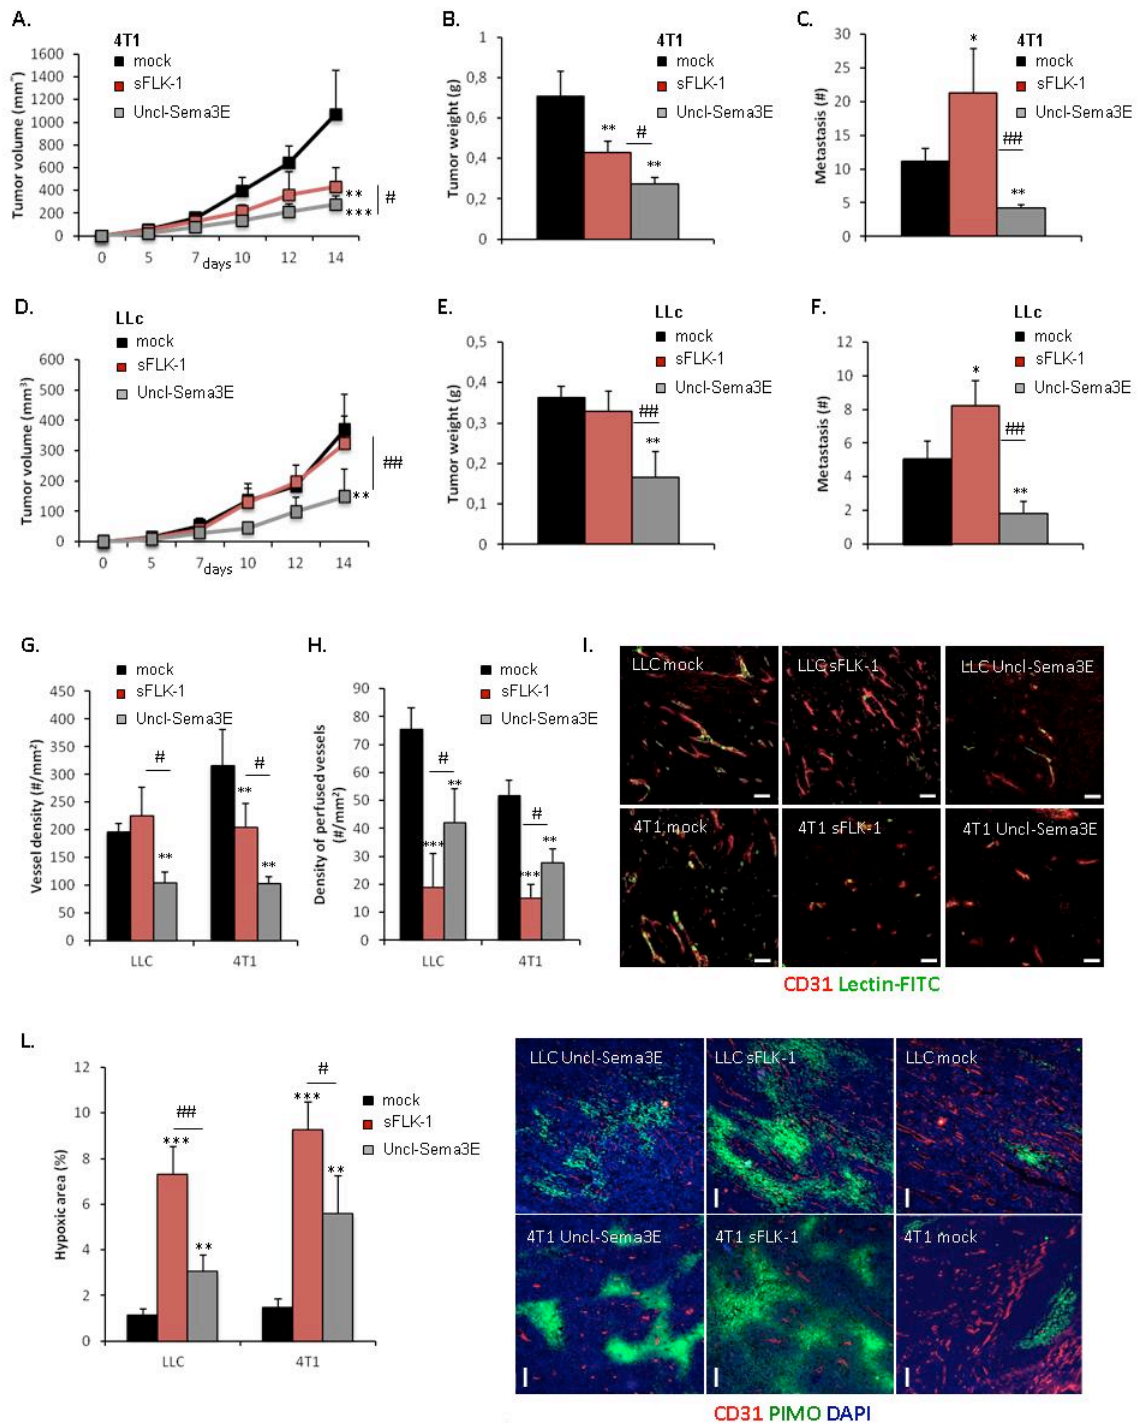 A.
4T1
mock
sFLK-1
Uncl-Sema3E
Tumor volume (mm³)
1600
1400
1200
1000
800
600
400
200
0
** 
***
#
0 5 7 10 12 14
days
B.
4T1
mock
sFLK-1
Uncl-Sema3E
Tumor weight (g)
1
0,8
0,6
0,4
0,2
0
** # **
C.
4T1
mock
sFLK-1
Uncl-Sema3E
Metastasis (#)
30
25
20
15
10
5
0
* ## **
D.
LLc
mock
sFLK-1
Uncl-Sema3E
Tumor volume (mm³)
600
500
400
300
200
100
0
##
**
0 5 7 10 12 14
days
E.
LLc
mock
sFLK-1
Uncl-Sema3E
Tumor weight (g)
0,5
0,4
0,3
0,2
0,1
0
##
**
F.
LLc
mock
sFLK-1
Uncl-Sema3E
Metastasis (#)
12
10
8
6
4
2
0
* ## **
G.
mock
sFLK-1
Uncl-Sema3E
Vessel density (#/mm²)
450
400
350
300
250
200
150
100
50
0
# ** ** # **
LLC 4T1
H.
mock
sFLK-1
Uncl-Sema3E
Density of perfused vessels
(#/mm²)
90
80
70
60
50
40
30
20
10
0
*** # ** *** # **
LLC 4T1
I.
LLC mock
LLC sFLK-1
LLC Uncl-Sema3E
4T1 mock
4T1 sFLK-1
4T1 Uncl-Sema3E
CD31 Lectin-FITC
L.
mock
sFLK-1
Uncl-Sema3E
Hypoxic area (%)
12
10
8
6
4
2
0
*** ## ** *** # **
LLC 4T1
LLC Uncl-Sema3E
LLC sFLK-1
LLC mock
4T1 Uncl-Sema3E
4T1 sFLK-1
4T1 mock
CD31 PIMO DAPI